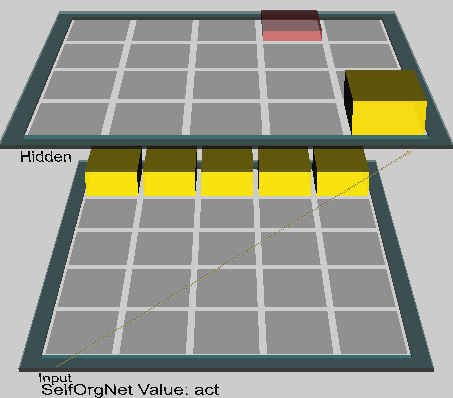 Hidden
Input
SelfOrgNet Value: act